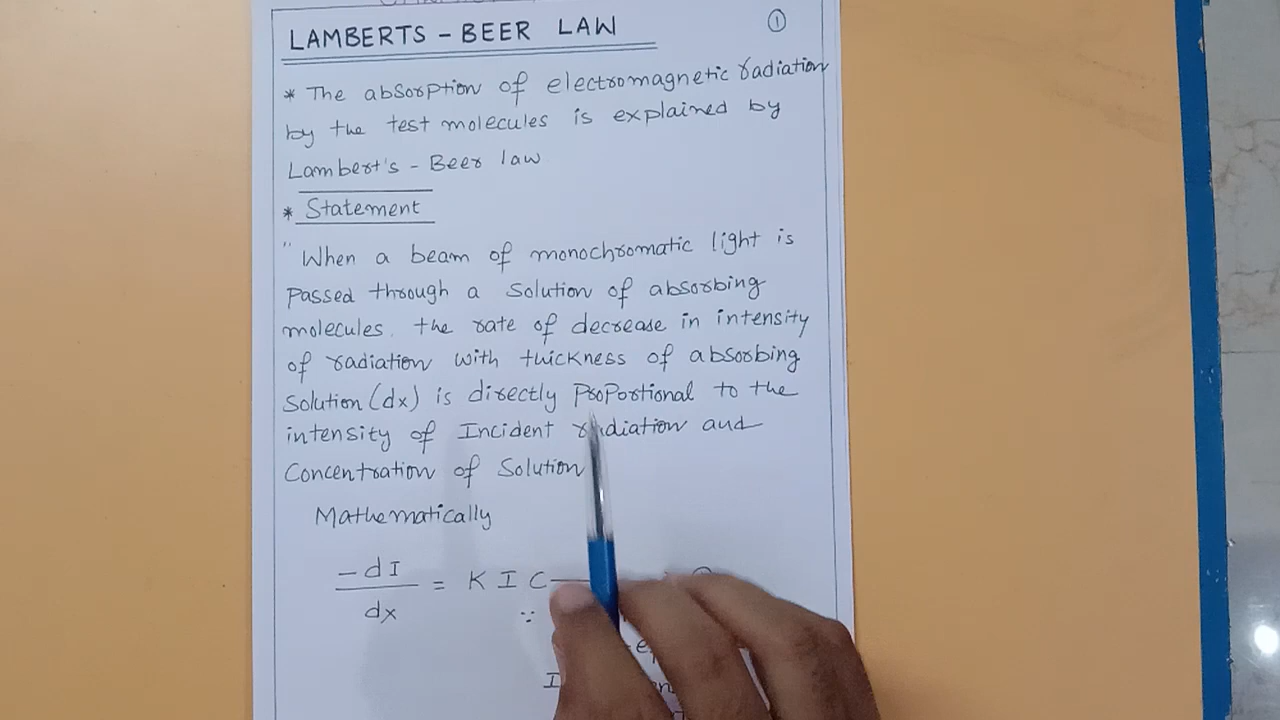 LAMBERTS - BEER LAW
①
* The absorption of electromagnetic radiation
by the test molecules is explained by
Lambert's - Beer law
* Statement
"When a beam of monochromatic light is
Passed through a Solution of absorbing
molecules. the rate of decrease in intensity
of radiation with thickness of absorbing
Solution (dx) is directly Proportional to the
intensity of Incident radiation and
Concentration of Solution
Mathematically
-dI/dx = K I C
∵
I